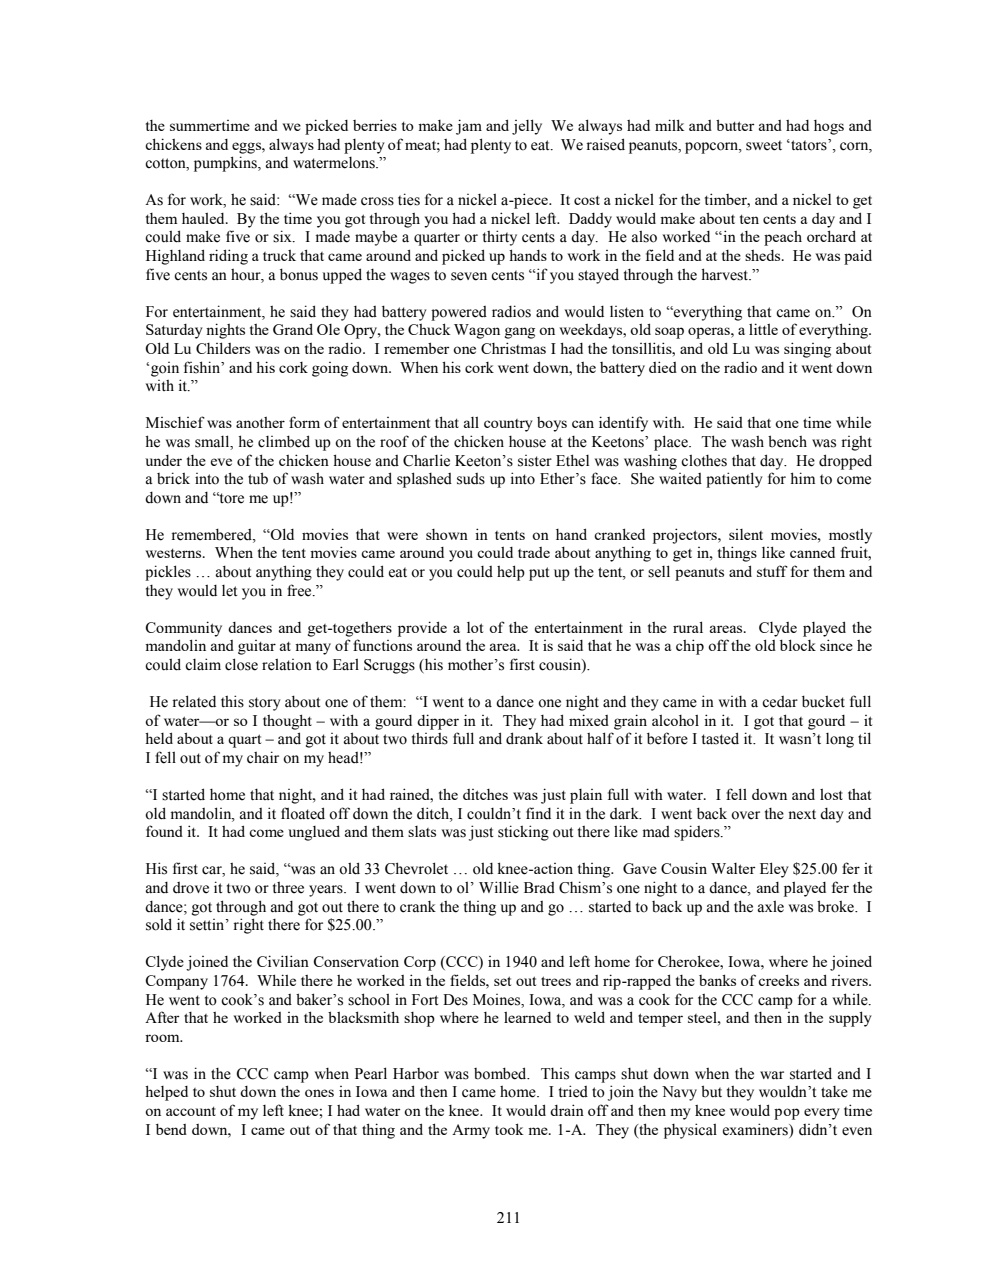 the summertime and we picked berries to make jam and jelly  We always had milk and butter and had hogs and
chickens and eggs, always had plenty of meat; had plenty to eat.  We raised peanuts, popcorn, sweet ‘tators’, corn,
cotton, pumpkins, and watermelons.”
As for work, he said:  “We made cross ties for a nickel a-piece.  It cost a nickel for the timber, and a nickel to get
them hauled.  By the time you got through you had a nickel left.  Daddy would make about ten cents a day and I
could make five or six.  I made maybe a quarter or thirty cents a day.  He also worked “in the peach orchard at
Highland riding a truck that came around and picked up hands to work in the field and at the sheds.  He was paid
five cents an hour, a bonus upped the wages to seven cents “if you stayed through the harvest.”
For entertainment, he said they had battery powered radios and would listen to “everything that came on.”  On
Saturday nights the Grand Ole Opry, the Chuck Wagon gang on weekdays, old soap operas, a little of everything.
Old Lu Childers was on the radio.  I remember one Christmas I had the tonsillitis, and old Lu was singing about
‘goin fishin’ and his cork going down.  When his cork went down, the battery died on the radio and it went down
with it.”
Mischief was another form of entertainment that all country boys can identify with.  He said that one time while
he was small, he climbed up on the roof of the chicken house at the Keetons’ place.  The wash bench was right
under the eve of the chicken house and Charlie Keeton’s sister Ethel was washing clothes that day.  He dropped
a brick into the tub of wash water and splashed suds up into Ether’s face.  She waited patiently for him to come
down and “tore me up!”
He remembered, “Old movies that were shown in tents on hand cranked projectors, silent movies, mostly
westerns.  When the tent movies came around you could trade about anything to get in, things like canned fruit,
pickles … about anything they could eat or you could help put up the tent, or sell peanuts and stuff for them and
they would let you in free.”
Community dances and get-togethers provide a lot of the entertainment in the rural areas.  Clyde played the
mandolin and guitar at many of functions around the area.  It is said that he was a chip off the old block since he
could claim close relation to Earl Scruggs (his mother’s first cousin).
He related this story about one of them:  “I went to a dance one night and they came in with a cedar bucket full
of water—or so I thought – with a gourd dipper in it.  They had mixed grain alcohol in it.  I got that gourd – it
held about a quart – and got it about two thirds full and drank about half of it before I tasted it.  It wasn’t long til
I fell out of my chair on my head!”
“I started home that night, and it had rained, the ditches was just plain full with water.  I fell down and lost that
old mandolin, and it floated off down the ditch, I couldn’t find it in the dark.  I went back over the next day and
found it.  It had come unglued and them slats was just sticking out there like mad spiders.”
His first car, he said, “was an old 33 Chevrolet … old knee-action thing.  Gave Cousin Walter Eley $25.00 fer it
and drove it two or three years.  I went down to ol’ Willie Brad Chism’s one night to a dance, and played fer the
dance; got through and got out there to crank the thing up and go … started to back up and the axle was broke.  I
sold it settin’ right there for $25.00.”
Clyde joined the Civilian Conservation Corp (CCC) in 1940 and left home for Cherokee, Iowa, where he joined
Company 1764.  While there he worked in the fields, set out trees and rip-rapped the banks of creeks and rivers.
He went to cook’s and baker’s school in Fort Des Moines, Iowa, and was a cook for the CCC camp for a while.
After that he worked in the blacksmith shop where he learned to weld and temper steel, and then in the supply
room.
“I was in the CCC camp when Pearl Harbor was bombed.  This camps shut down when the war started and I
helped to shut down the ones in Iowa and then I came home.  I tried to join the Navy but they wouldn’t take me
on account of my left knee; I had water on the knee.  It would drain off and then my knee would pop every time
I bend down,  I came out of that thing and the Army took me. 1-A.  They (the physical examiners) didn’t even
211